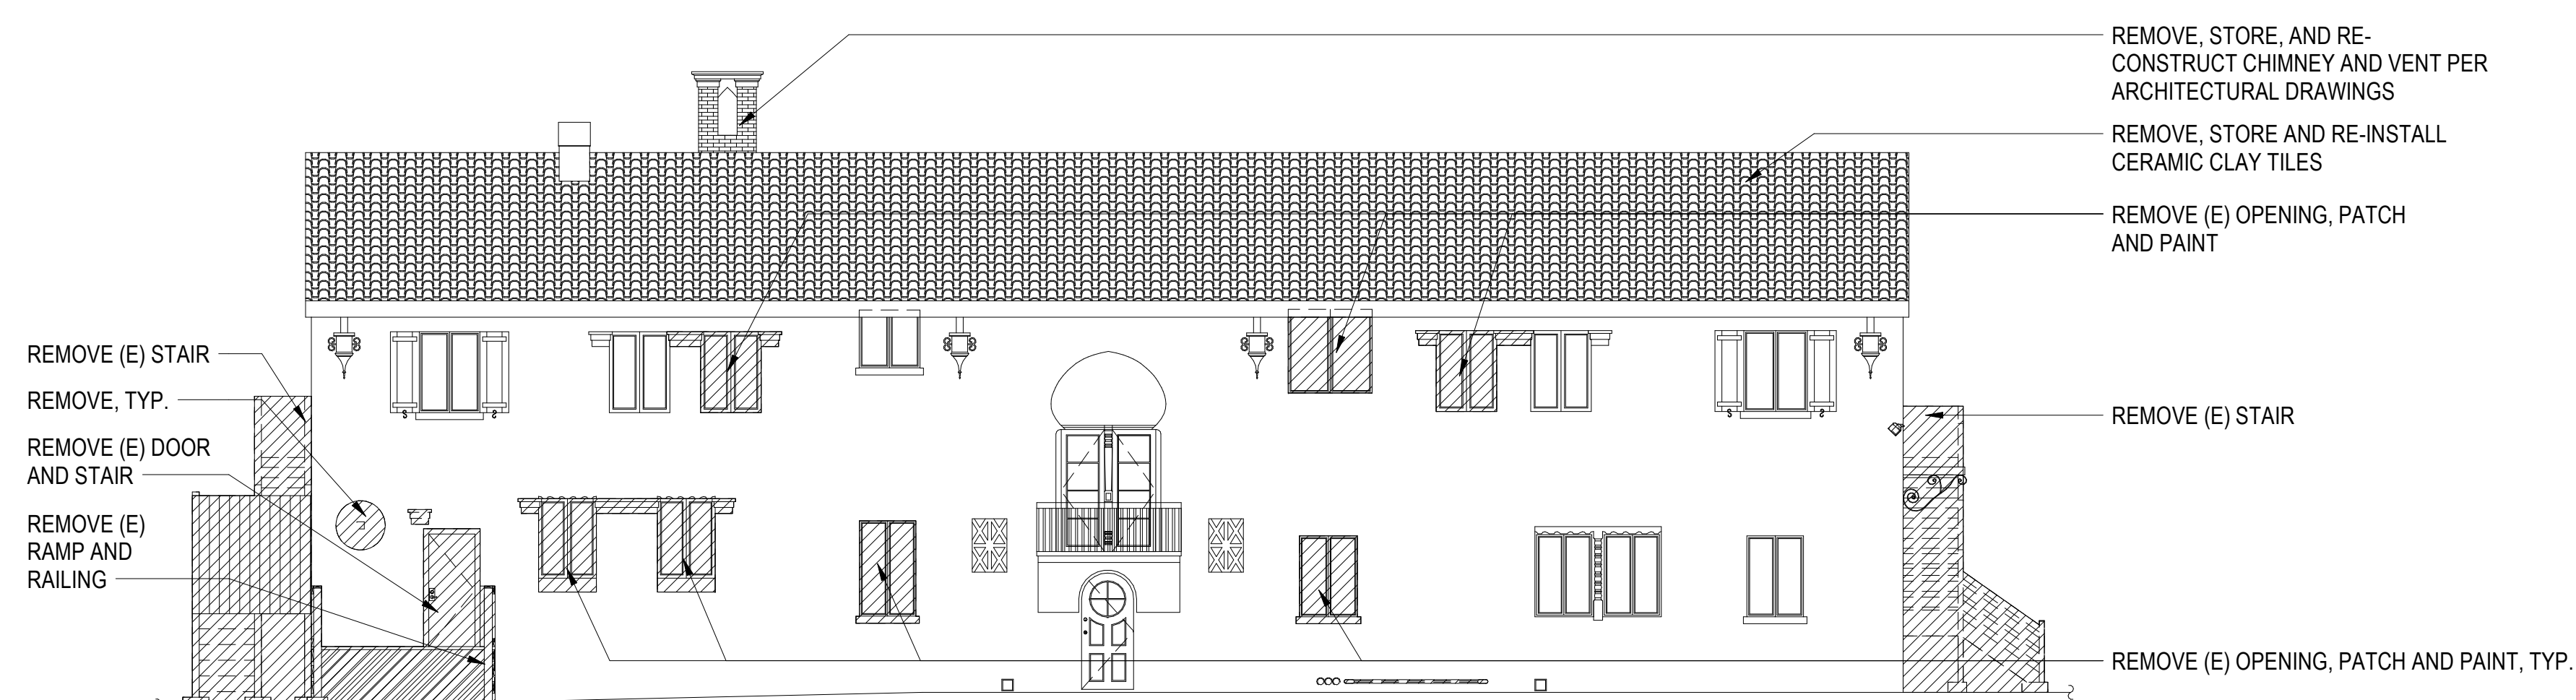 REMOVE, STORE, AND RE-
CONSTRUCT CHIMNEY AND VENT PER
ARCHITECTURAL DRAWINGS
REMOVE, STORE AND RE-INSTALL
CERAMIC CLAY TILES
REMOVE (E) OPENING, PATCH
AND PAINT
REMOVE (E) STAIR
REMOVE, TYP.
REMOVE (E) DOOR
AND STAIR
REMOVE (E)
RAMP AND
RAILING
REMOVE (E) STAIR
REMOVE (E) OPENING, PATCH AND PAINT, TYP.